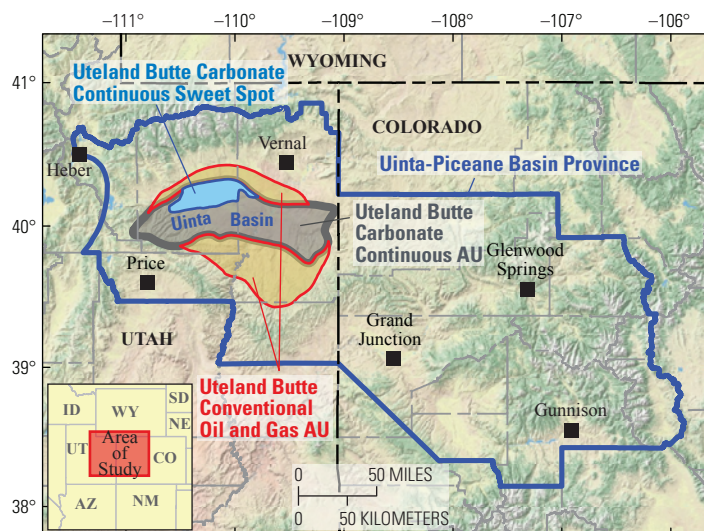 −111° −110° −109° −108° −107° −106°
41°
40°
39°
38°
WYOMING
Uteland Butte Carbonate
Continuous Sweet Spot
COLORADO
Vernal
Heber
Uinta-Piceane Basin Province
Uinta Basin
Uteland Butte
Carbonate
Continuous AU
Glenwood
Springs
Price
Grand
Junction
UTAH
Uteland Butte
Conventional
Oil and Gas AU
Gunnison
ID
WY
SD
NE
UT
Area
of
Study
CO
AZ
NM
0 50 MILES
0 50 KILOMETERS